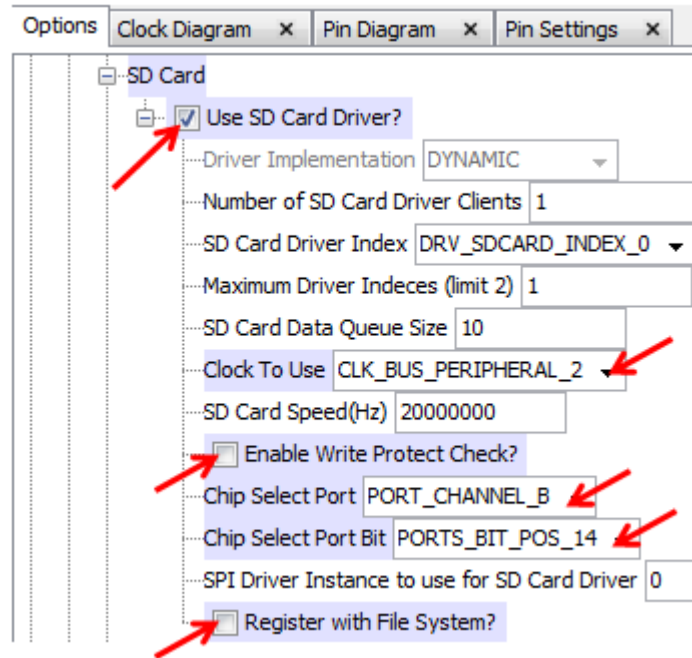 Options Clock Diagram × Pin Diagram × Pin Settings ×
SD Card
Use SD Card Driver?
Driver Implementation DYNAMIC
Number of SD Card Driver Clients 1
SD Card Driver Index DRV_SDCARD_INDEX_0
Maximum Driver Indeces (limit 2) 1
SD Card Data Queue Size 10
Clock To Use CLK_BUS_PERIPHERAL_2
SD Card Speed(Hz) 20000000
Enable Write Protect Check?
Chip Select Port PORT_CHANNEL_B
Chip Select Port Bit PORTS_BIT_POS_14
SPI Driver Instance to use for SD Card Driver 0
Register with File System?